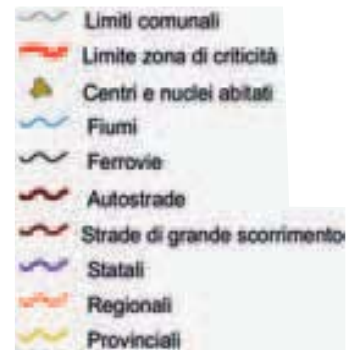 Limiti comunali
Limite zona di criticità
Centri e nuclei abitati
Fiumi
Ferrovie
Autostrade
Strade di grande scorrimento
Statali
Regionali
Provinciali